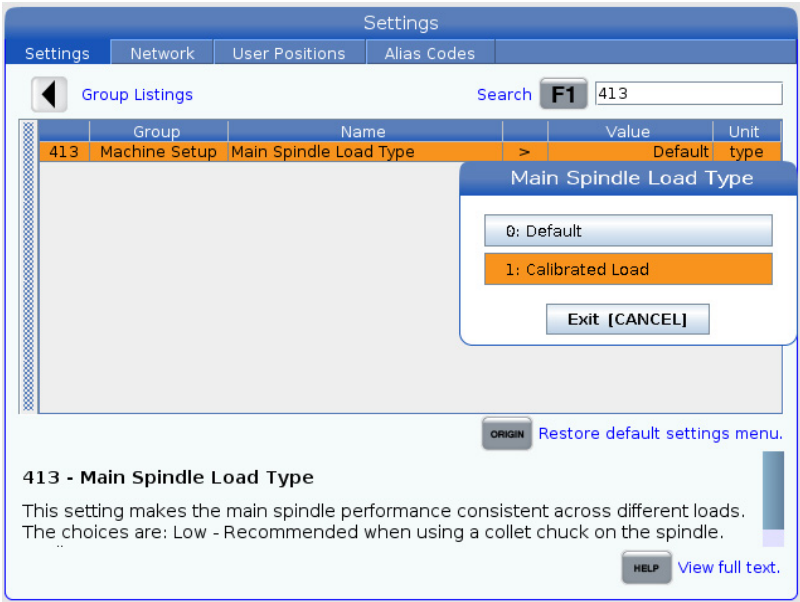 Settings
Settings Network User Positions Alias Codes
Group Listings Search F1 413
Group Name Value Unit
413 Machine Setup Main Spindle Load Type > Default type
Main Spindle Load Type
0: Default
1: Calibrated Load
Exit [CANCEL]
ORIGIN Restore default settings menu.
413 - Main Spindle Load Type
This setting makes the main spindle performance consistent across different loads.
The choices are: Low - Recommended when using a collet chuck on the spindle.
HELP View full text.